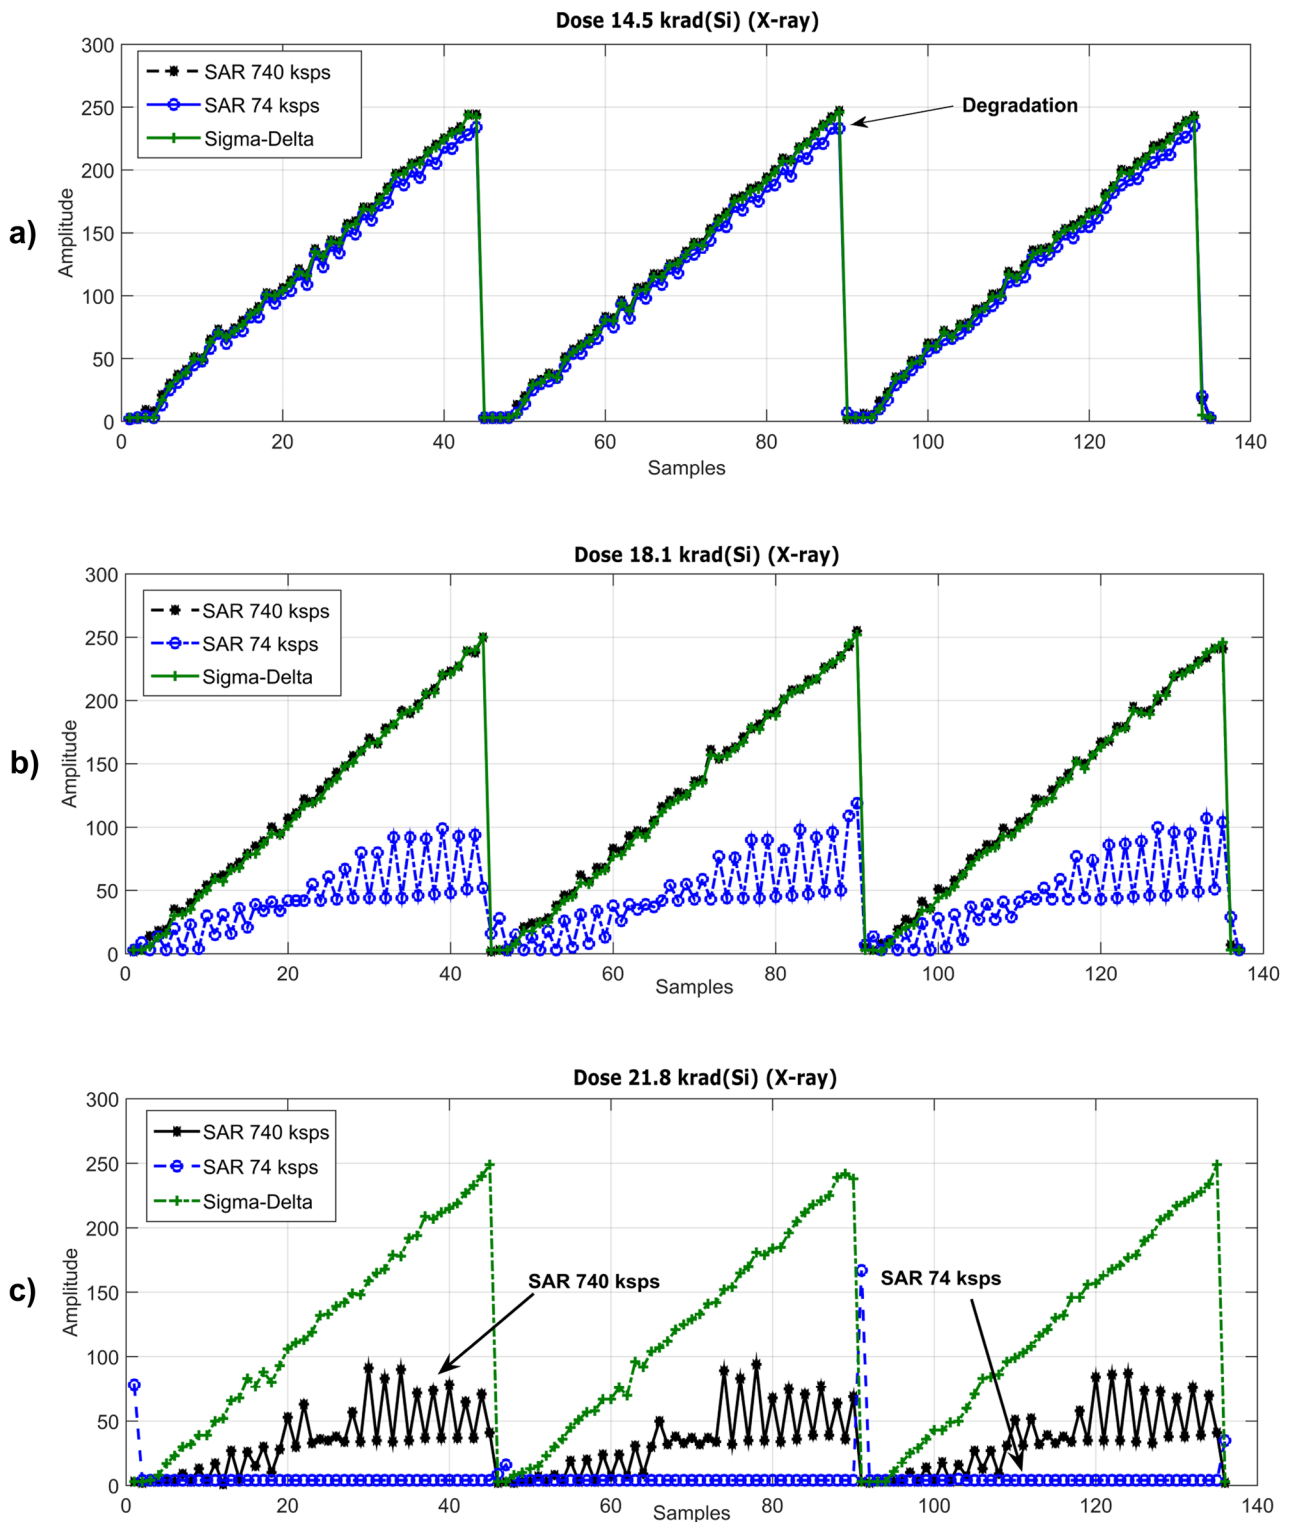 Dose 14.5 krad(Si) (X-ray)
300
SAR 740 ksps
SAR 74 ksps
Sigma-Delta
Degradation
250
200
150
100
50
0
Amplitude
a)
0 20 40 60 80 100 120 140
Samples
Dose 18.1 krad(Si) (X-ray)
300
SAR 740 ksps
SAR 74 ksps
Sigma-Delta
250
200
150
100
50
0
Amplitude
b)
0 20 40 60 80 100 120 140
Samples
Dose 21.8 krad(Si) (X-ray)
300
SAR 740 ksps
SAR 74 ksps
Sigma-Delta
250
200
150
100
50
0
Amplitude
c)
SAR 740 ksps
SAR 74 ksps
0 20 40 60 80 100 120 140
Samples